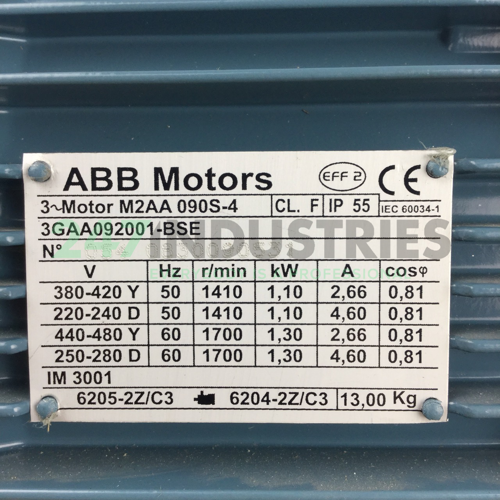 ABB Motors EFF 2 CE
3~Motor M2AA 090S-4 CL. F IP 55 IEC 60034-1
3GAA092001-BSE
247INDUSTRIES
N°
V Hz r/min kW A cosφ
380-420 Y 50 1410 1,10 2,66 0,81
220-240 D 50 1410 1,10 4,60 0,81
440-480 Y 60 1700 1,30 2,66 0,81
250-280 D 60 1700 1,30 4,60 0,81
IM 3001
6205-2Z/C3 6204-2Z/C3 13,00 Kg